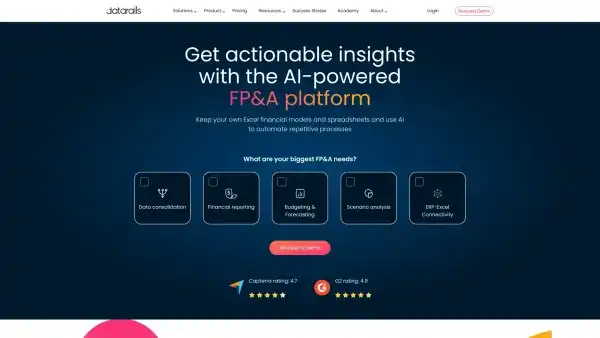 datarails
Solutions Product Pricing Resources Success Stories Academy About Login Request Demo
Get actionable insights
with the AI-powered
FP&A platform
Keep your own Excel financial models and spreadsheets and use AI
to automate repetitive processes
What are your biggest FP&A needs?
Data consolidation
Financial reporting
Budgeting &
Forecasting
Scenario analysis
ERP-Excel
Connectivity
Capterra rating: 4.7
G2 rating: 4.9